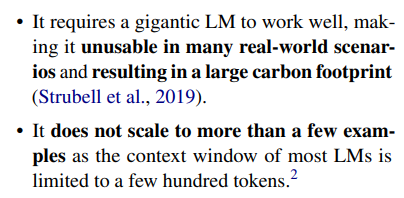 • It requires a gigantic LM to work well, mak-
ing it unusable in many real-world scenar-
ios and resulting in a large carbon footprint
(Strubell et al., 2019).
• It does not scale to more than a few exam-
ples as the context window of most LMs is
limited to a few hundred tokens.2